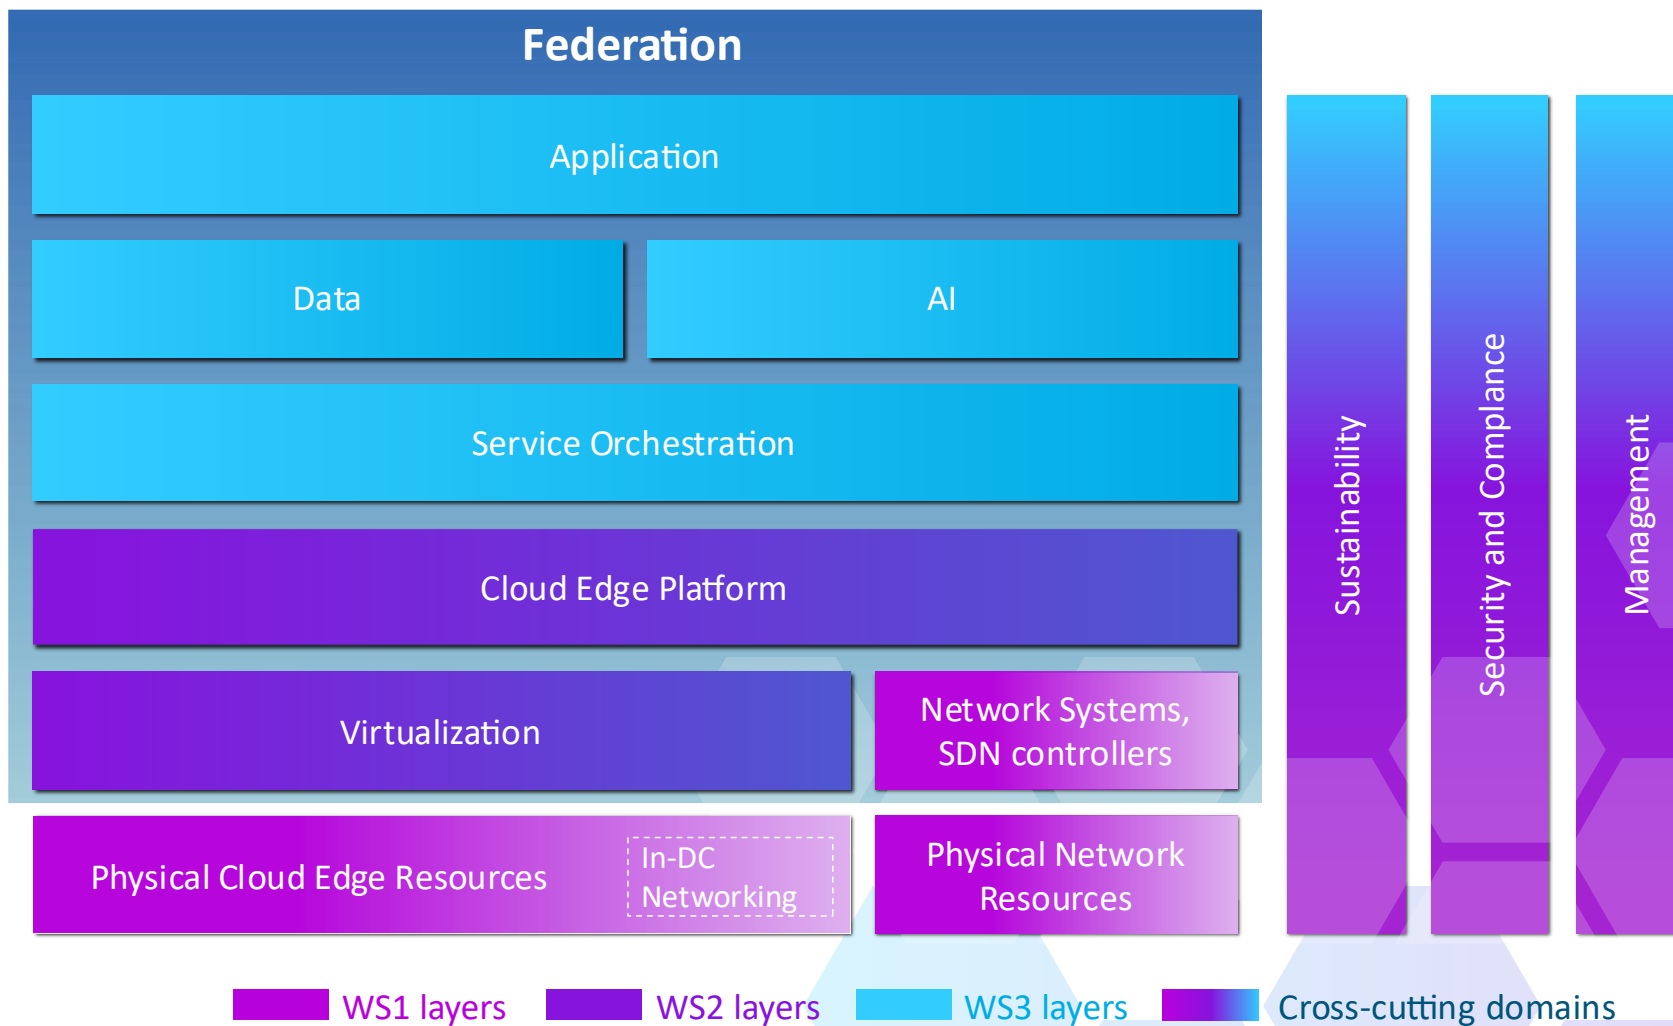 Federation
Application
Data
AI
Service Orchestration
Cloud Edge Platform
Virtualization
Network Systems,
SDN controllers
Physical Cloud Edge Resources
In-DC
Networking
Physical Network
Resources
Sustainability
Security and Complance
Management
WS1 layers
WS2 layers
WS3 layers
Cross-cutting domains